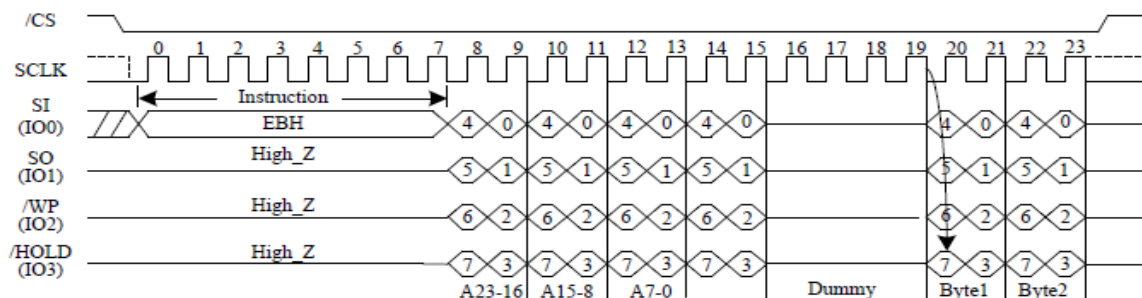 /CS
0 1 2 3 4 5 6 7 8 9 10 11 12 13 14 15 16 17 18 19 20 21 22 23
SCLK
Instruction
SI
(IO0)
EBH
4 0 4 0 4 0 4 0 4 0 4 0
SO
(IO1)
High_Z
5 1 5 1 5 1 5 1 5 1 5 1
/WP
(IO2)
High_Z
6 2 6 2 6 2 6 2 6 2 6 2
/HOLD
(IO3)
High_Z
7 3 7 3 7 3 7 3 7 3 7 3
A23-16 A15-8 A7-0 Dummy Byte1 Byte2